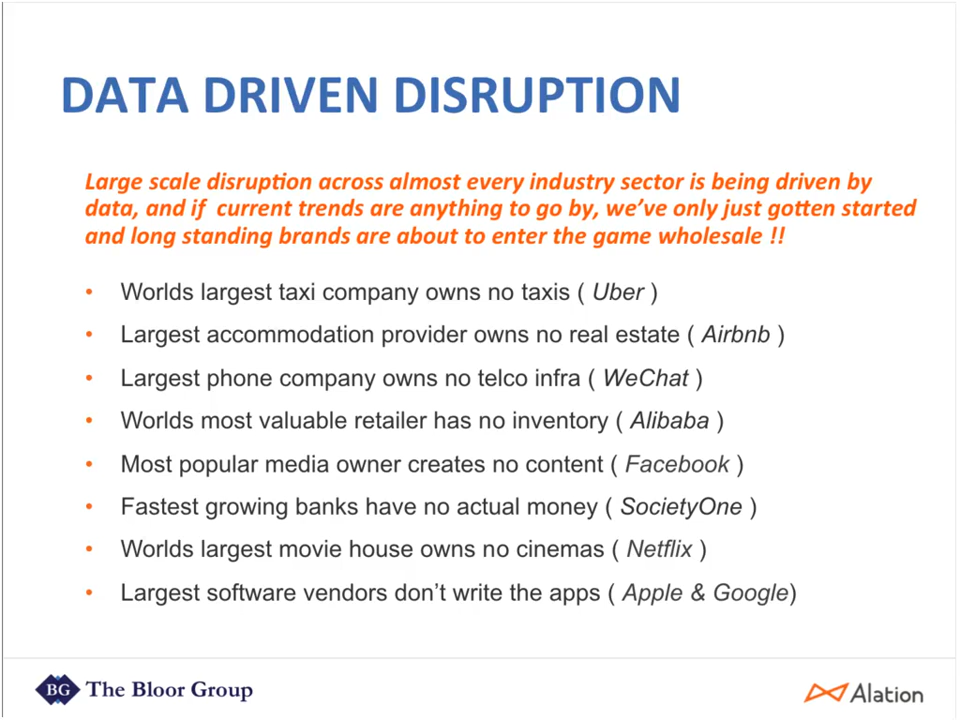 DATA DRIVEN DISRUPTION
Large scale disruption across almost every industry sector is being driven by
data, and if current trends are anything to go by, we’ve only just gotten started
and long standing brands are about to enter the game wholesale !!
• Worlds largest taxi company owns no taxis ( Uber )
• Largest accommodation provider owns no real estate ( Airbnb )
• Largest phone company owns no telco infra ( WeChat )
• Worlds most valuable retailer has no inventory ( Alibaba )
• Most popular media owner creates no content ( Facebook )
• Fastest growing banks have no actual money ( SocietyOne )
• Worlds largest movie house owns no cinemas ( Netflix )
• Largest software vendors don’t write the apps ( Apple & Google)
BG The Bloor Group
Alation